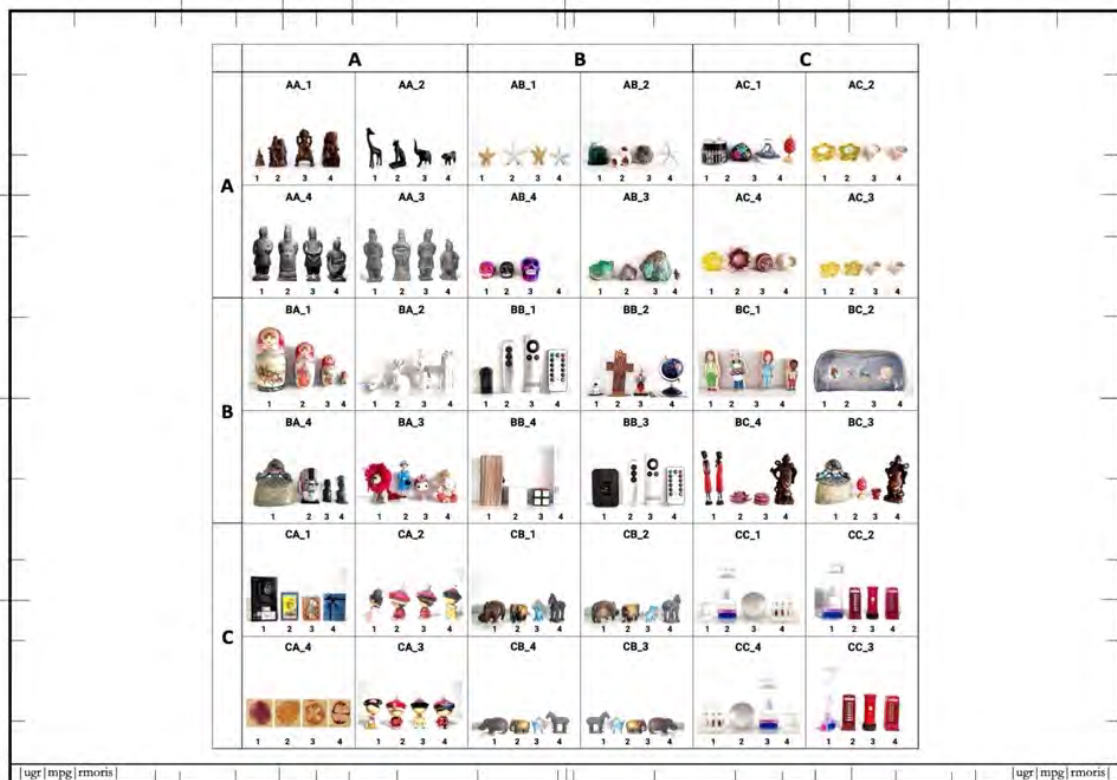 A B C
AA_1 AA_2 AB_1 AB_2 AC_1 AC_2
1 2 3 4 1 2 3 4 1 2 3 4 1 2 3 4 1 2 3 4 1 2 3 4
A
AA_4 AA_3 AB_4 AB_3 AC_4 AC_3
1 2 3 4 1 2 3 4 1 2 3 4 1 2 3 4 1 2 3 4 1 2 3 4
BA_1 BA_2 BB_1 BB_2 BC_1 BC_2
1 2 3 4 1 2 3 4 1 2 3 4 1 2 3 4 1 2 3 4 1 2 3 4
B
BA_4 BA_3 BB_4 BB_3 BC_4 BC_3
1 2 3 4 1 2 3 4 1 2 3 4 1 2 3 4 1 2 3 4 1 2 3 4
CA_1 CA_2 CB_1 CB_2 CC_1 CC_2
1 2 3 4 1 2 3 4 1 2 3 4 1 2 3 4 1 2 3 4 1 2 3 4
C
CA_4 CA_3 CB_4 CB_3 CC_4 CC_3
1 2 3 4 1 2 3 4 1 2 3 4 1 2 3 4 1 2 3 4 1 2 3 4
|ugr|mpg|rmoris| |ugr|mpg|rmoris|